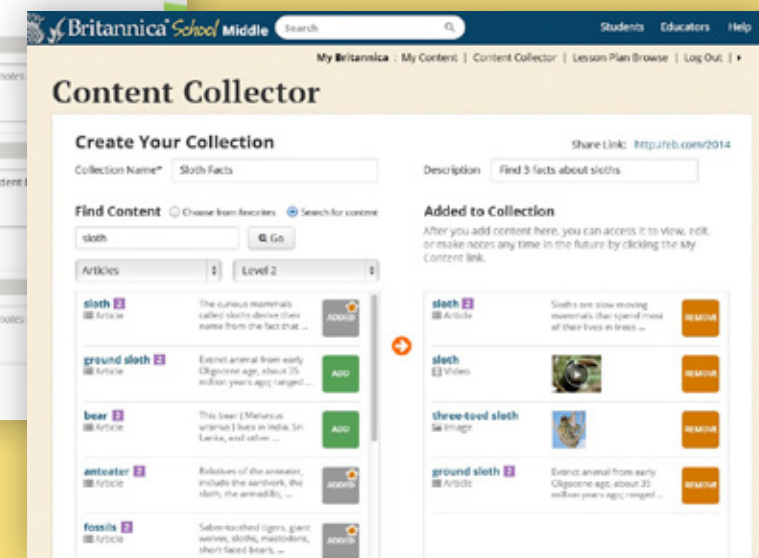 notes
dent
notes
Britannica School Middle Search Students Educators Help
My Britannica : My Content | Content Collector | Lesson Plan Browse | Log Out |
Content Collector
Create Your Collection
Share Link: http://eb.com/2014
Collection Name* Sloth Facts
Description Find 3 facts about sloths
Find Content Choose from favorites Search for content
sloth Go
Articles Level 2
sloth 2
Article
The curious mammals
called sloths derive their
name from the fact that ...
ADDED
ground sloth 2
Article
Extinct animal from early
Oligocene age, about 35
million years ago; ranged ...
ADD
bear 2
Article
This bear (Melursus
ursinus) lives in India, Sri
Lanka, and other ...
ADD
anteater 2
Article
Relatives of the anteater,
include the aardvark, the
sloth, the armadillo, ...
ADDED
fossils 2
Article
Saber-toothed tigers, giant
wolves, sloths, mastodons,
short-faced bears, ...
ADDED
Added to Collection
After you add content here, you can access it to view, edit,
or make notes any time in the future by clicking the My
Content link.
sloth 2
Article
Sloths are slow moving
mammals that spend most
of their lives in trees ...
REMOVE
sloth
Video
REMOVE
three-toed sloth
Image
REMOVE
ground sloth 2
Article
Extinct animal from early
Oligocene age, about 35
million years ago; ranged ...
REMOVE